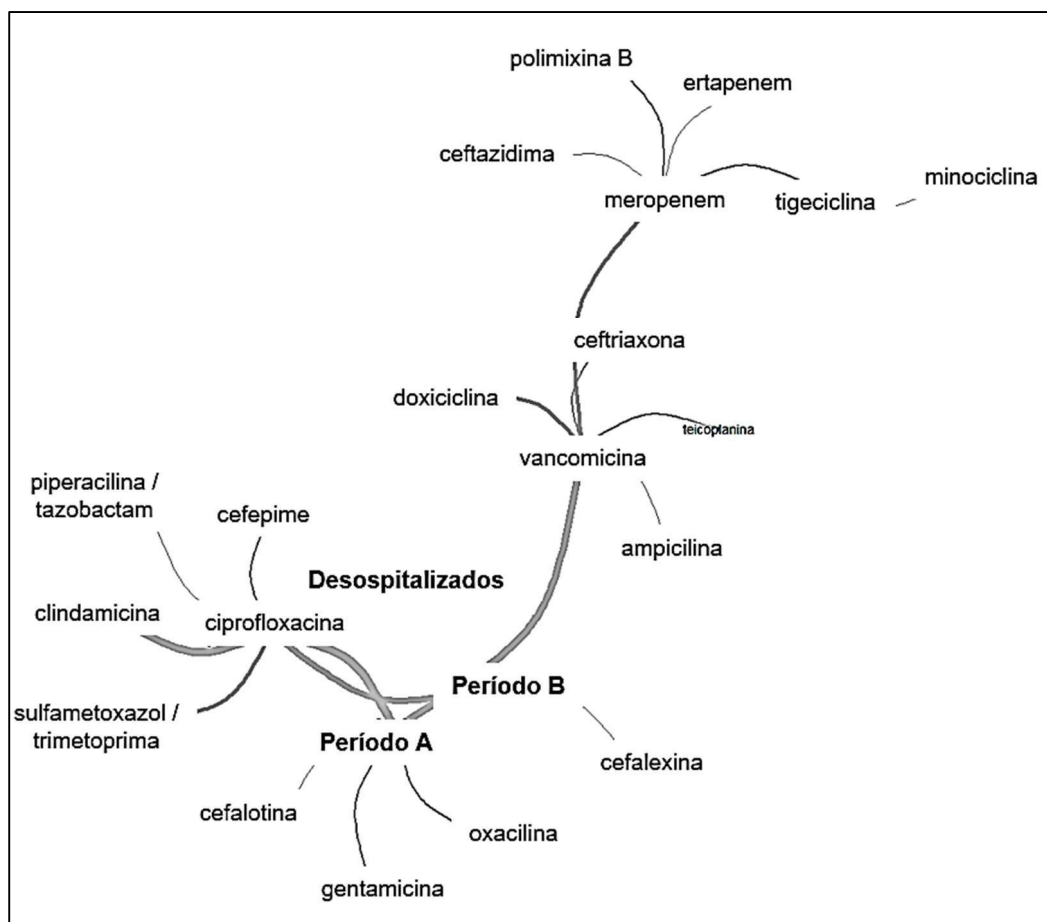 polimixina B
ertapenem
ceftazidima
minociclina
meropenem
tigeciclina
ceftriaxona
doxiciclina
teicoplanina
vancomicina
piperacilina /
tazobactam
cefepime
ampicilina
Desospitalizados
clindamicina
ciprofloxacina
Período B
sulfametoxazol /
trimetoprima
Período A
cefalexina
cefalotina
oxacilina
gentamicina